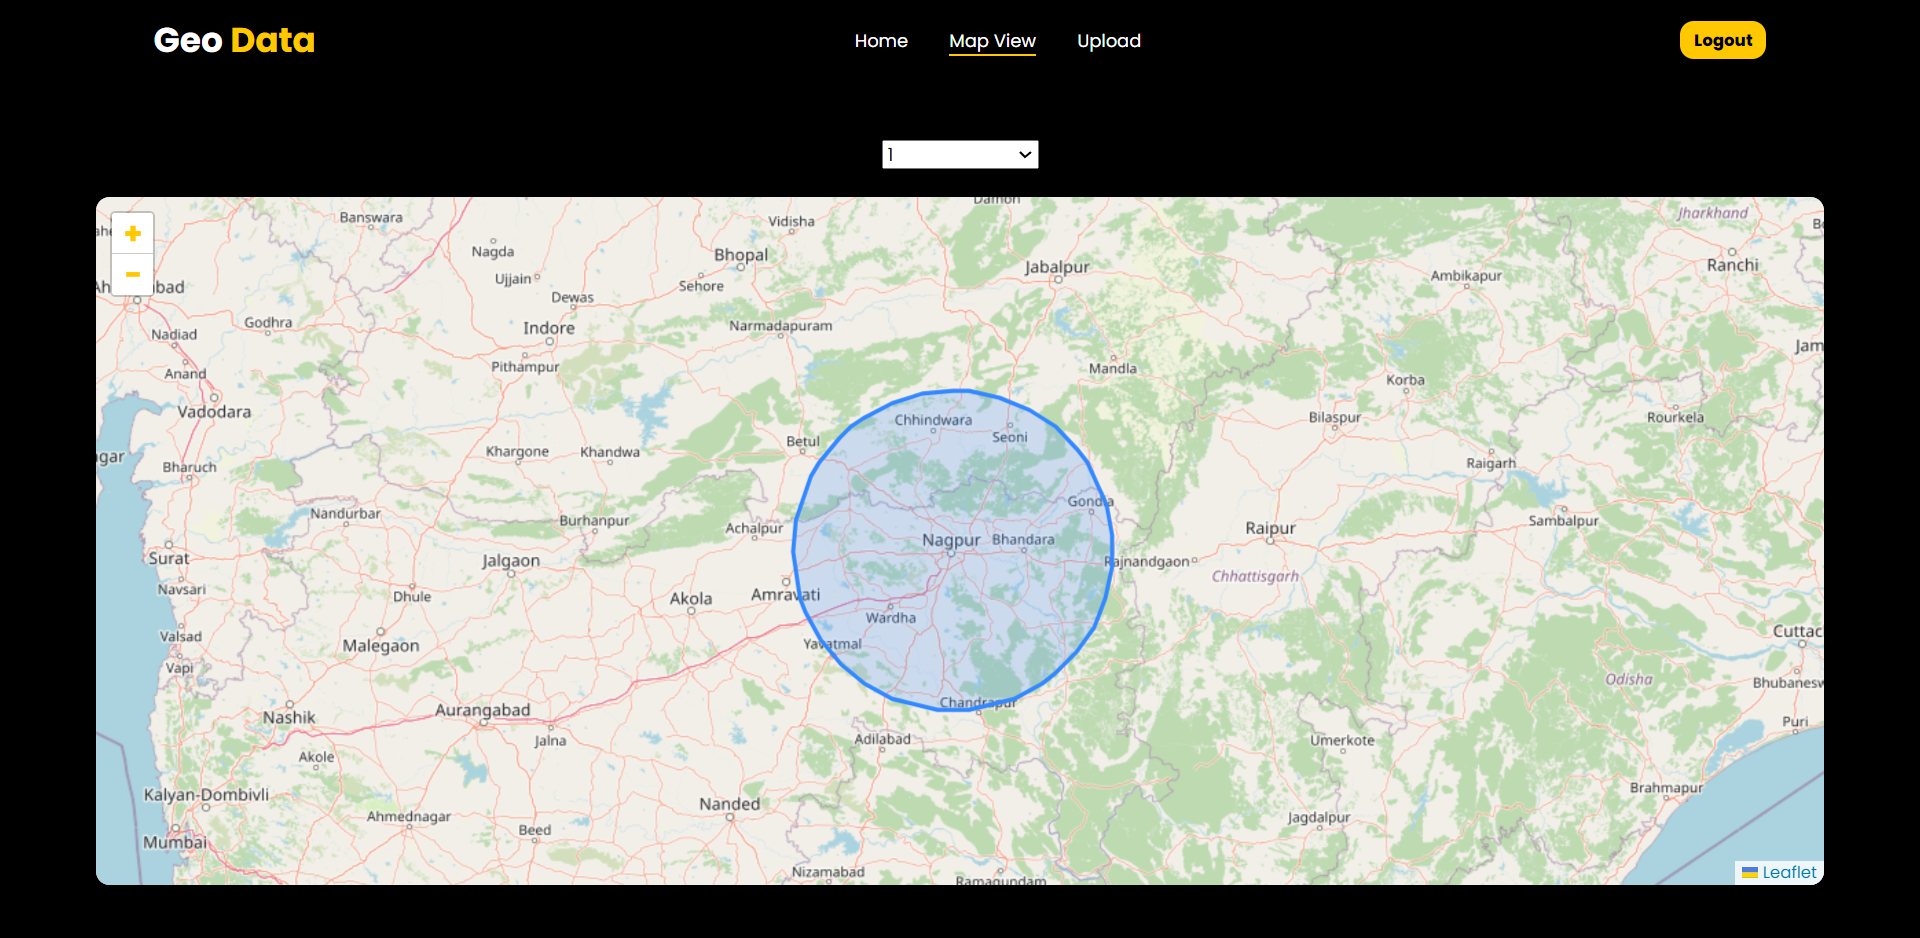 Geo Data
Home
Map View
Upload
Logout
1
+
−
Damoh
Jharkhand
Banswara
Vidisha
Nagda
Bhopal
Ranchi
Jabalpur
Ambikapur
Ujjain
Sehore
Dewas
Godhra
Narmadapuram
Nadiad
Indore
Jam
Pithampur
Mandla
Anand
Korba
Vadodara
Bilaspur
Rourkela
Chhindwara
Seoni
Betul
Khargone
Khandwa
gar
Bharuch
Raigarh
Gondia
Nandurbar
Burhanpur
Achalpur
Raipur
Sambalpur
Nagpur
Bhandara
Surat
Jalgaon
Rajnandgaon
Chhattisgarh
Navsari
Dhule
Akola
Amravati
Wardha
Valsad
Malegaon
Yavatmal
Cuttac
Vapi
Odisha
Bhubanesw
Chandrapur
Nashik
Aurangabad
Puri
Jalna
Adilabad
Umerkote
Akole
Kalyan-Dombivli
Brahmapur
Nanded
Ahmednagar
Jagdalpur
Beed
Mumbai
Nizamabad
Ramagundam
Leaflet